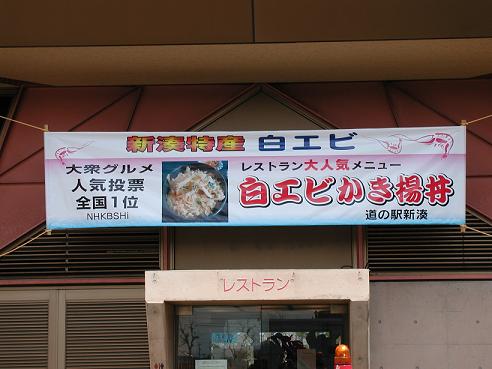 新湊特産 白エビ
大衆グルメ
人気投票
全国1位
NHKBSHi
レストラン大人気メニュー
白エビかき揚丼
道の駅新湊
"レストラン"